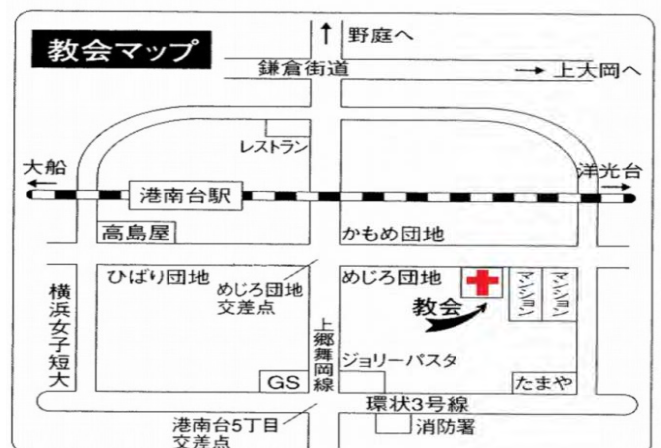 教会マップ
↑ 野庭へ
鎌倉街道
→ 上大岡へ
レストラン
大船
←
洋光台
→
港南台駅
高島屋
かもめ団地
ひばり団地
めじろ団地
交差点
めじろ団地
教会
マンション
マンション
横浜女子短大
上郷舞岡線
ジョリーパスタ
GS
たまや
環状3号線
港南台5丁目
交差点
消防署